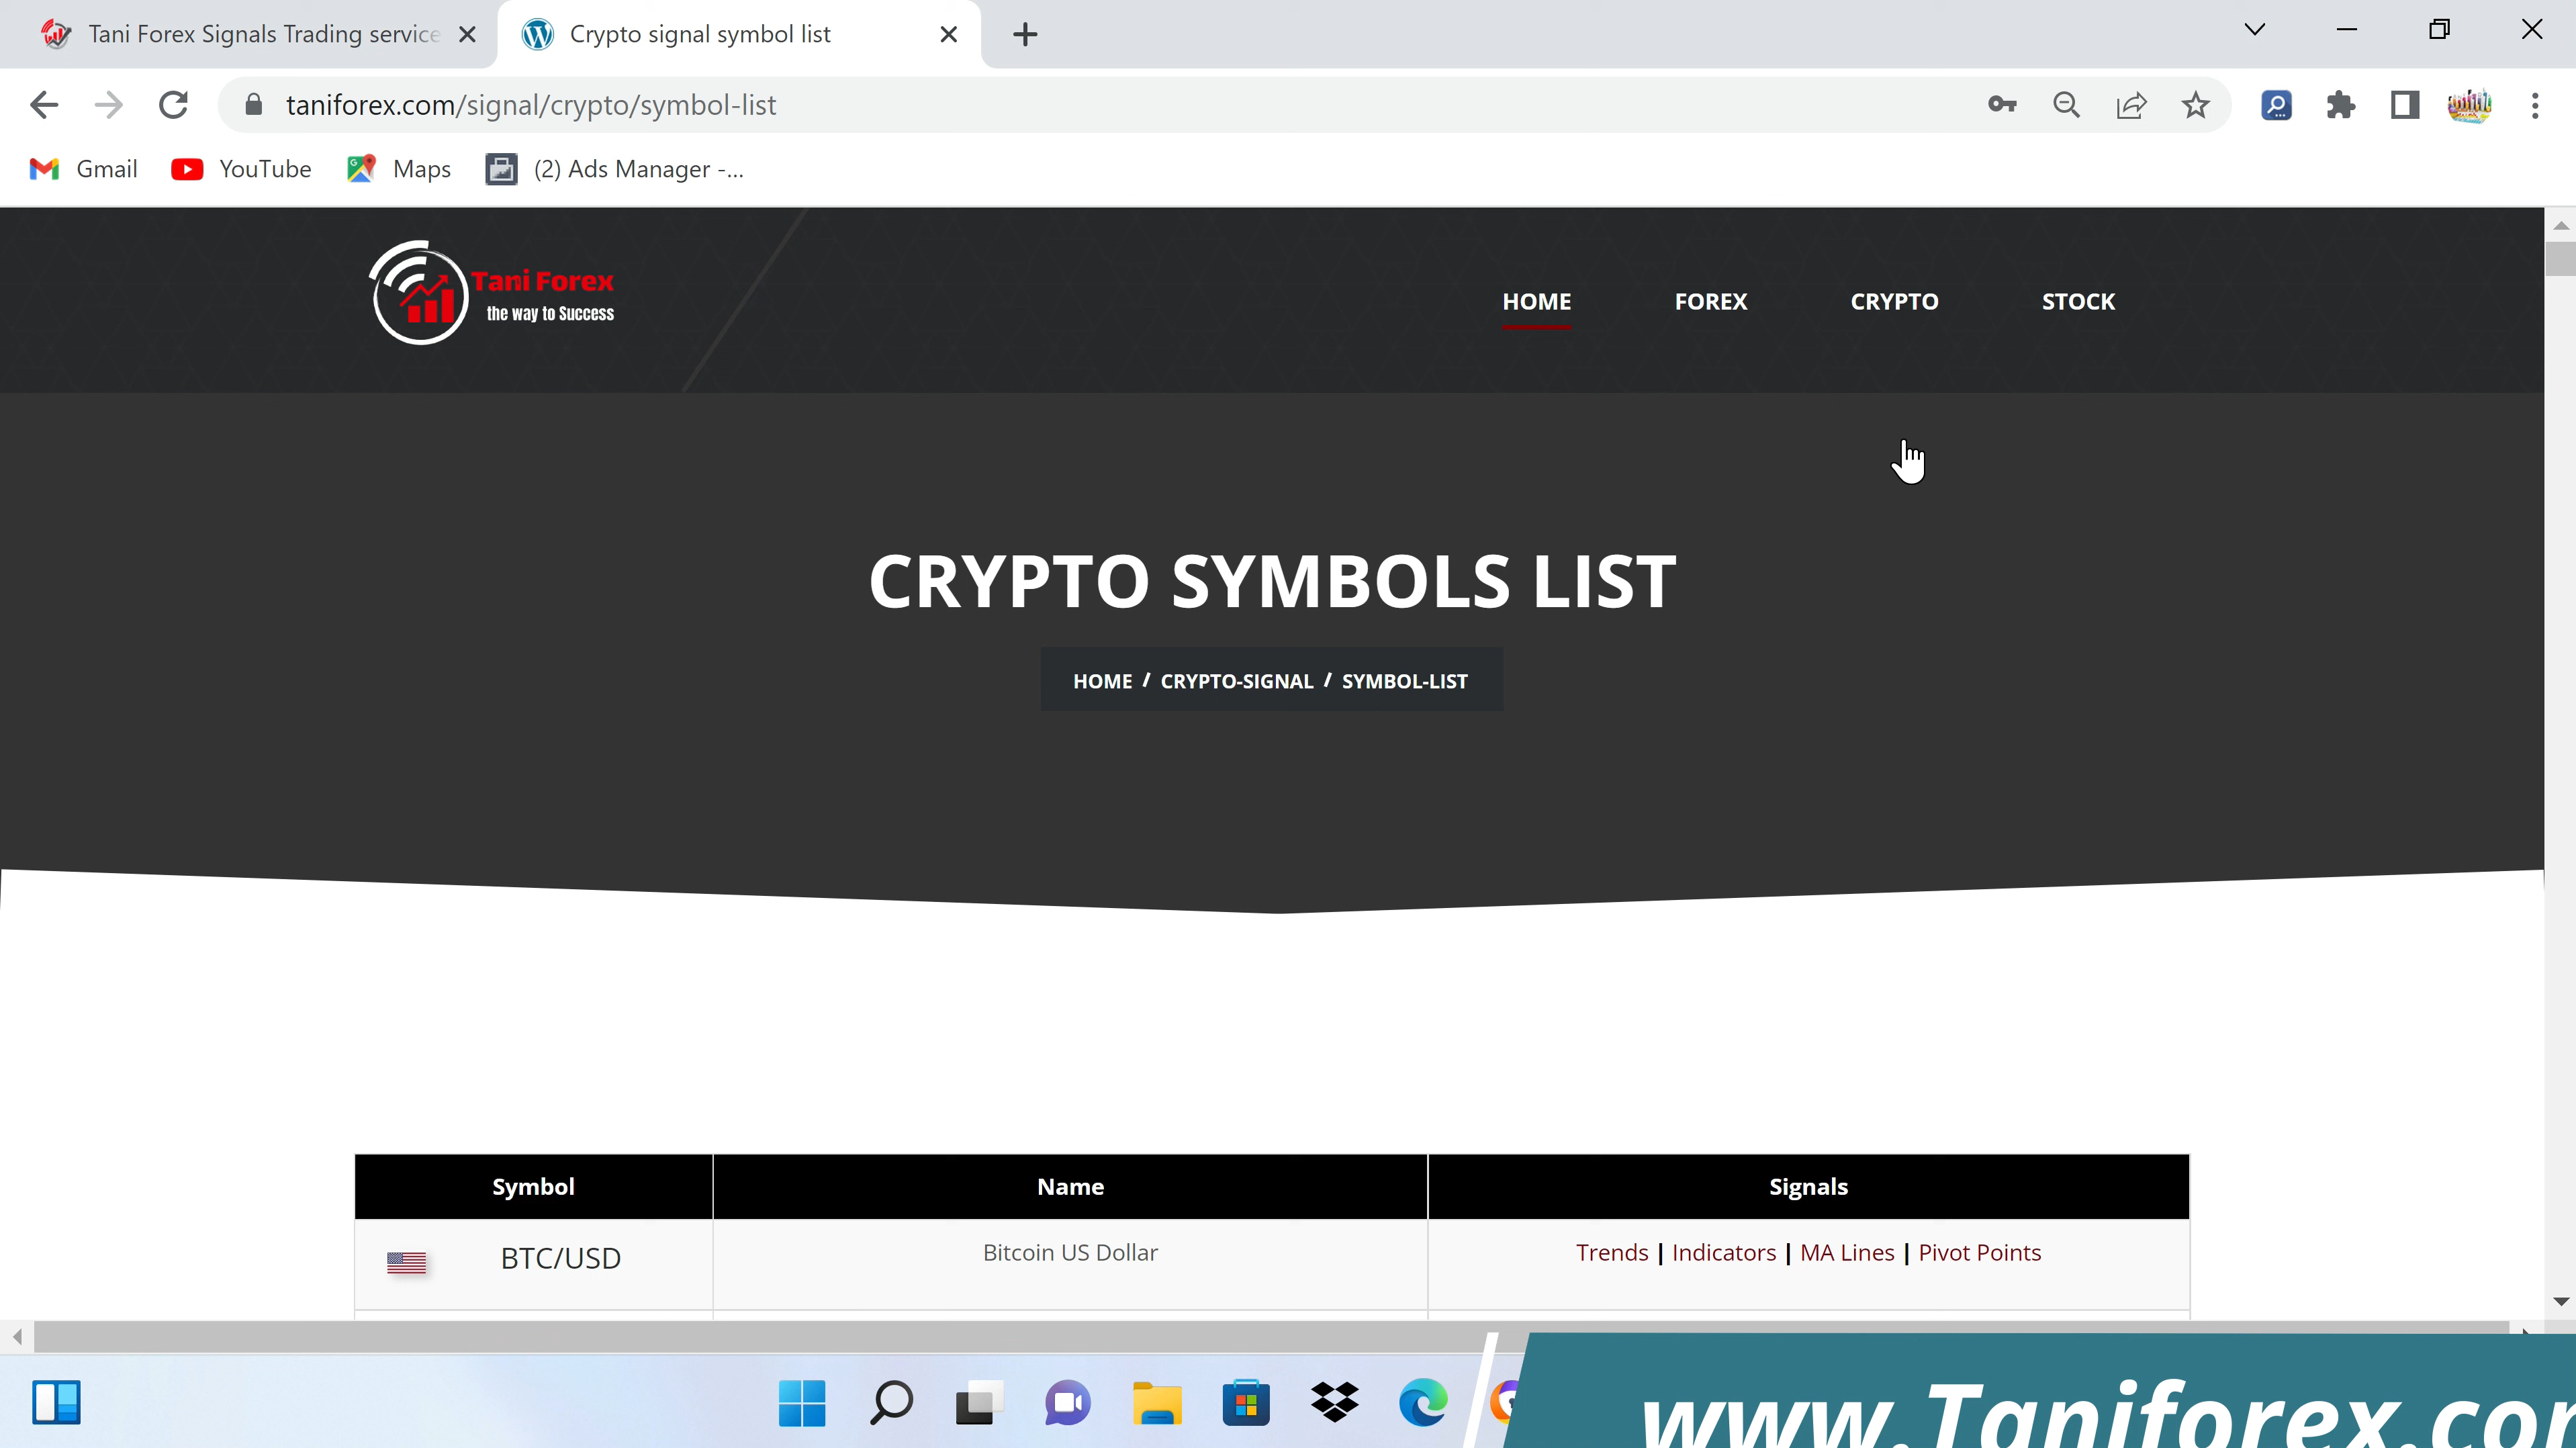 Tani Forex Signals Trading service
Crypto signal symbol list
taniforex.com/signal/crypto/symbol-list
Gmail
YouTube
Maps
(2) Ads Manager -...
Tani Forex
the way to Success
HOME
FOREX
CRYPTO
STOCK
CRYPTO SYMBOLS LIST
HOME / CRYPTO-SIGNAL / SYMBOL-LIST
Symbol
Name
Signals
BTC/USD
Bitcoin US Dollar
Trends | Indicators | MA Lines | Pivot Points
www.Taniforex.com